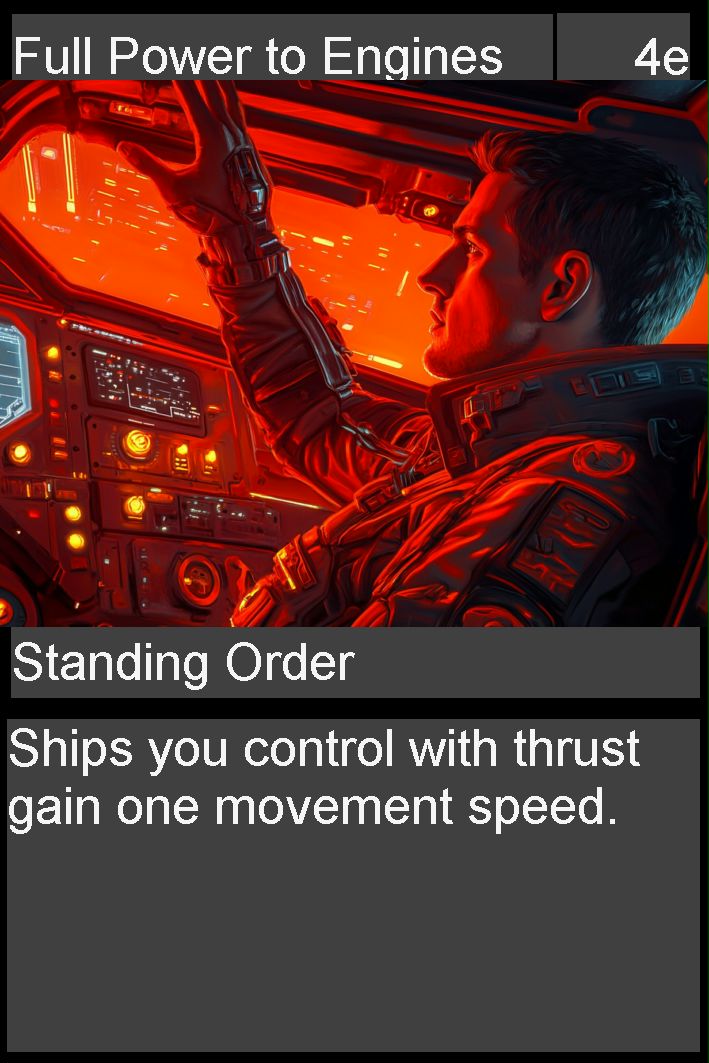 Full Power to Engines 4e
Standing Order
Ships you control with thrust
gain one movement speed.